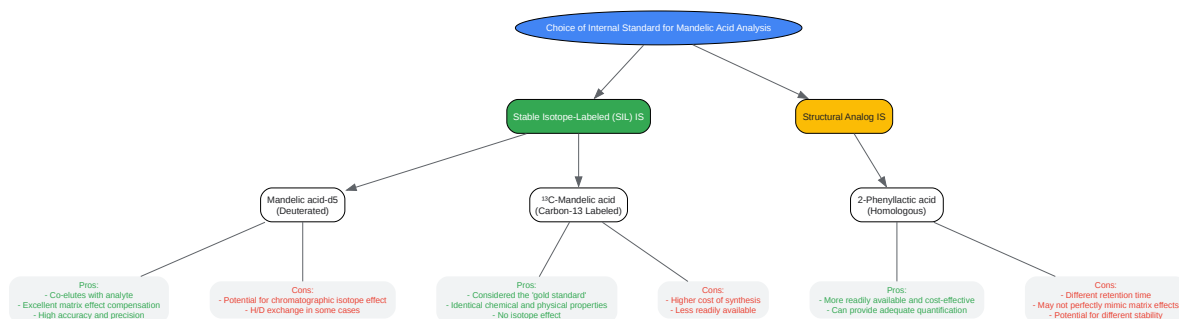 Choice of Internal Standard for Mandelic Acid Analysis
Stable Isotope-Labeled (SIL) IS
Structural Analog IS
Mandelic acid-d5
(Deuterated)
¹³C-Mandelic acid
(Carbon-13 Labeled)
2-Phenyllactic acid
(Homologous)
Pros:
- Co-elutes with analyte
- Excellent matrix effect compensation
- High accuracy and precision
Cons:
- Potential for chromatographic isotope effect
- H/D exchange in some cases
Pros:
- Considered the 'gold standard'
- Identical chemical and physical properties
- No isotope effect
Cons:
- Higher cost of synthesis
- Less readily available
Pros:
- More readily available and cost-effective
- Can provide adequate quantification
Cons:
- Different retention time
- May not perfectly mimic matrix effects
- Potential for different stability